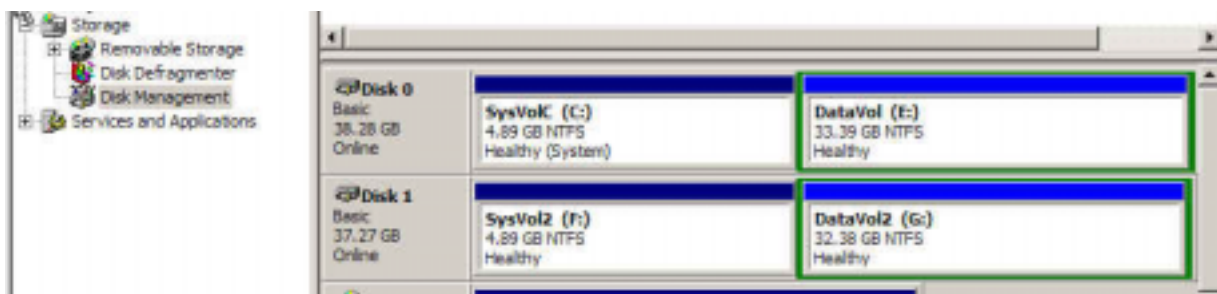 Storage
Removable Storage
Disk Defragmenter
Disk Management
Services and Applications
Disk 0
Basic
38.28 GB
Online
SysVolC (C:)
4.89 GB NTFS
Healthy (System)
DataVol (E:)
33.39 GB NTFS
Healthy
Disk 1
Basic
37.27 GB
Online
SysVol2 (F:)
4.89 GB NTFS
Healthy
DataVol2 (G:)
32.38 GB NTFS
Healthy